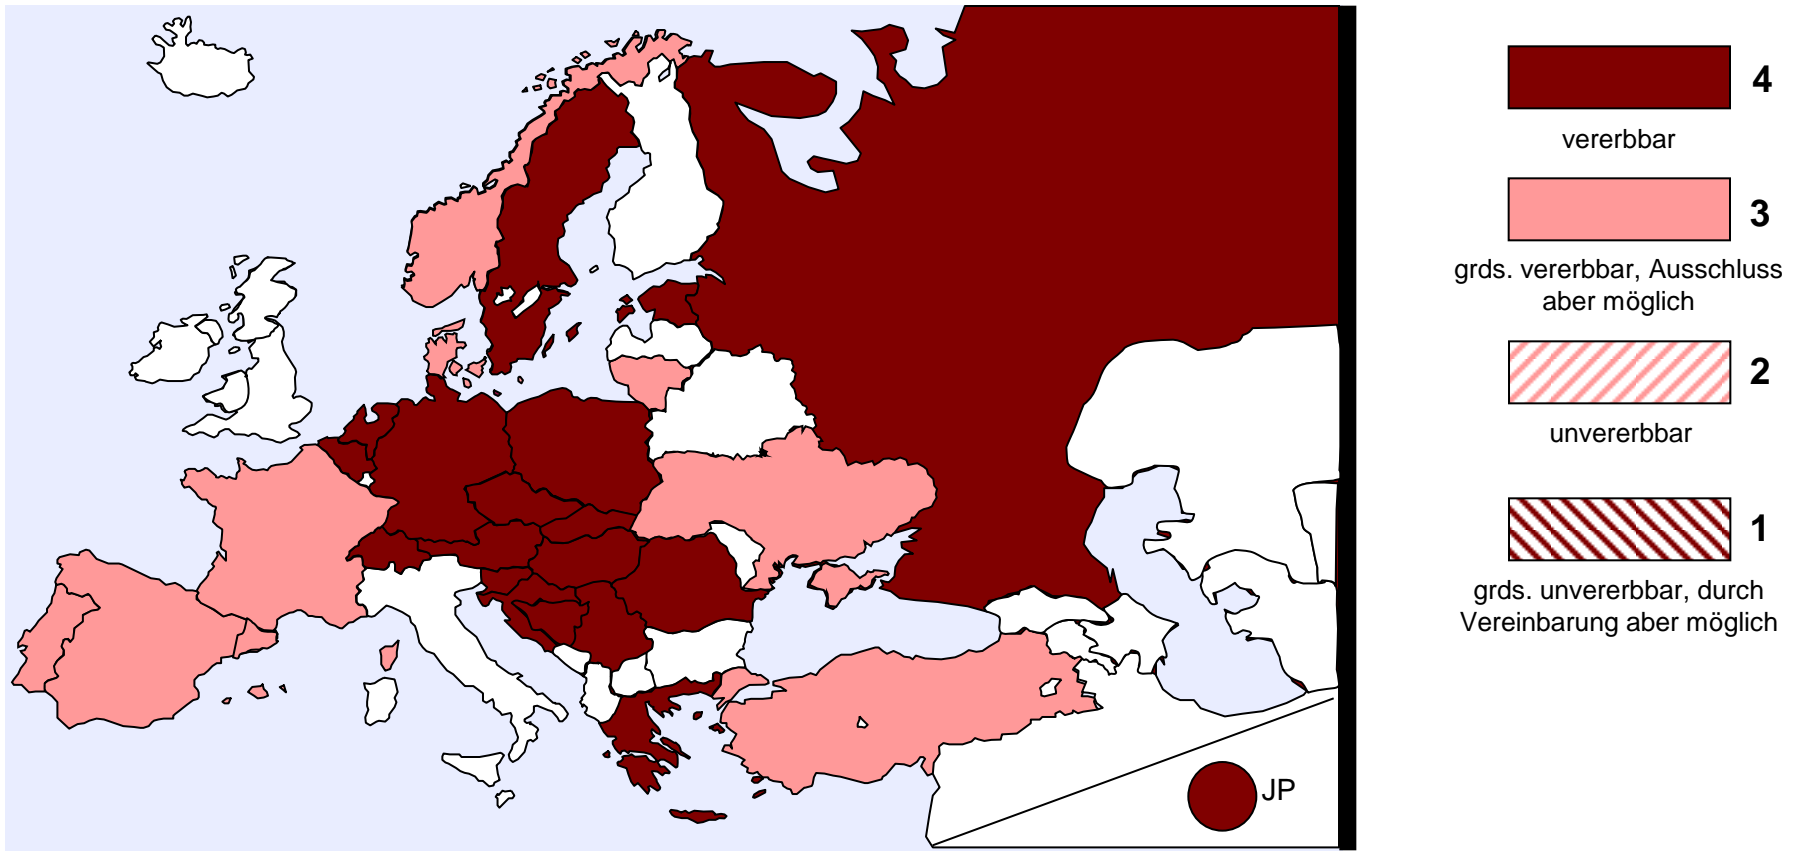 4
vererbbar
3
grds. vererbbar, Ausschluss
aber möglich
2
unvererbbar
1
grds. unvererbbar, durch
Vereinbarung aber möglich
JP